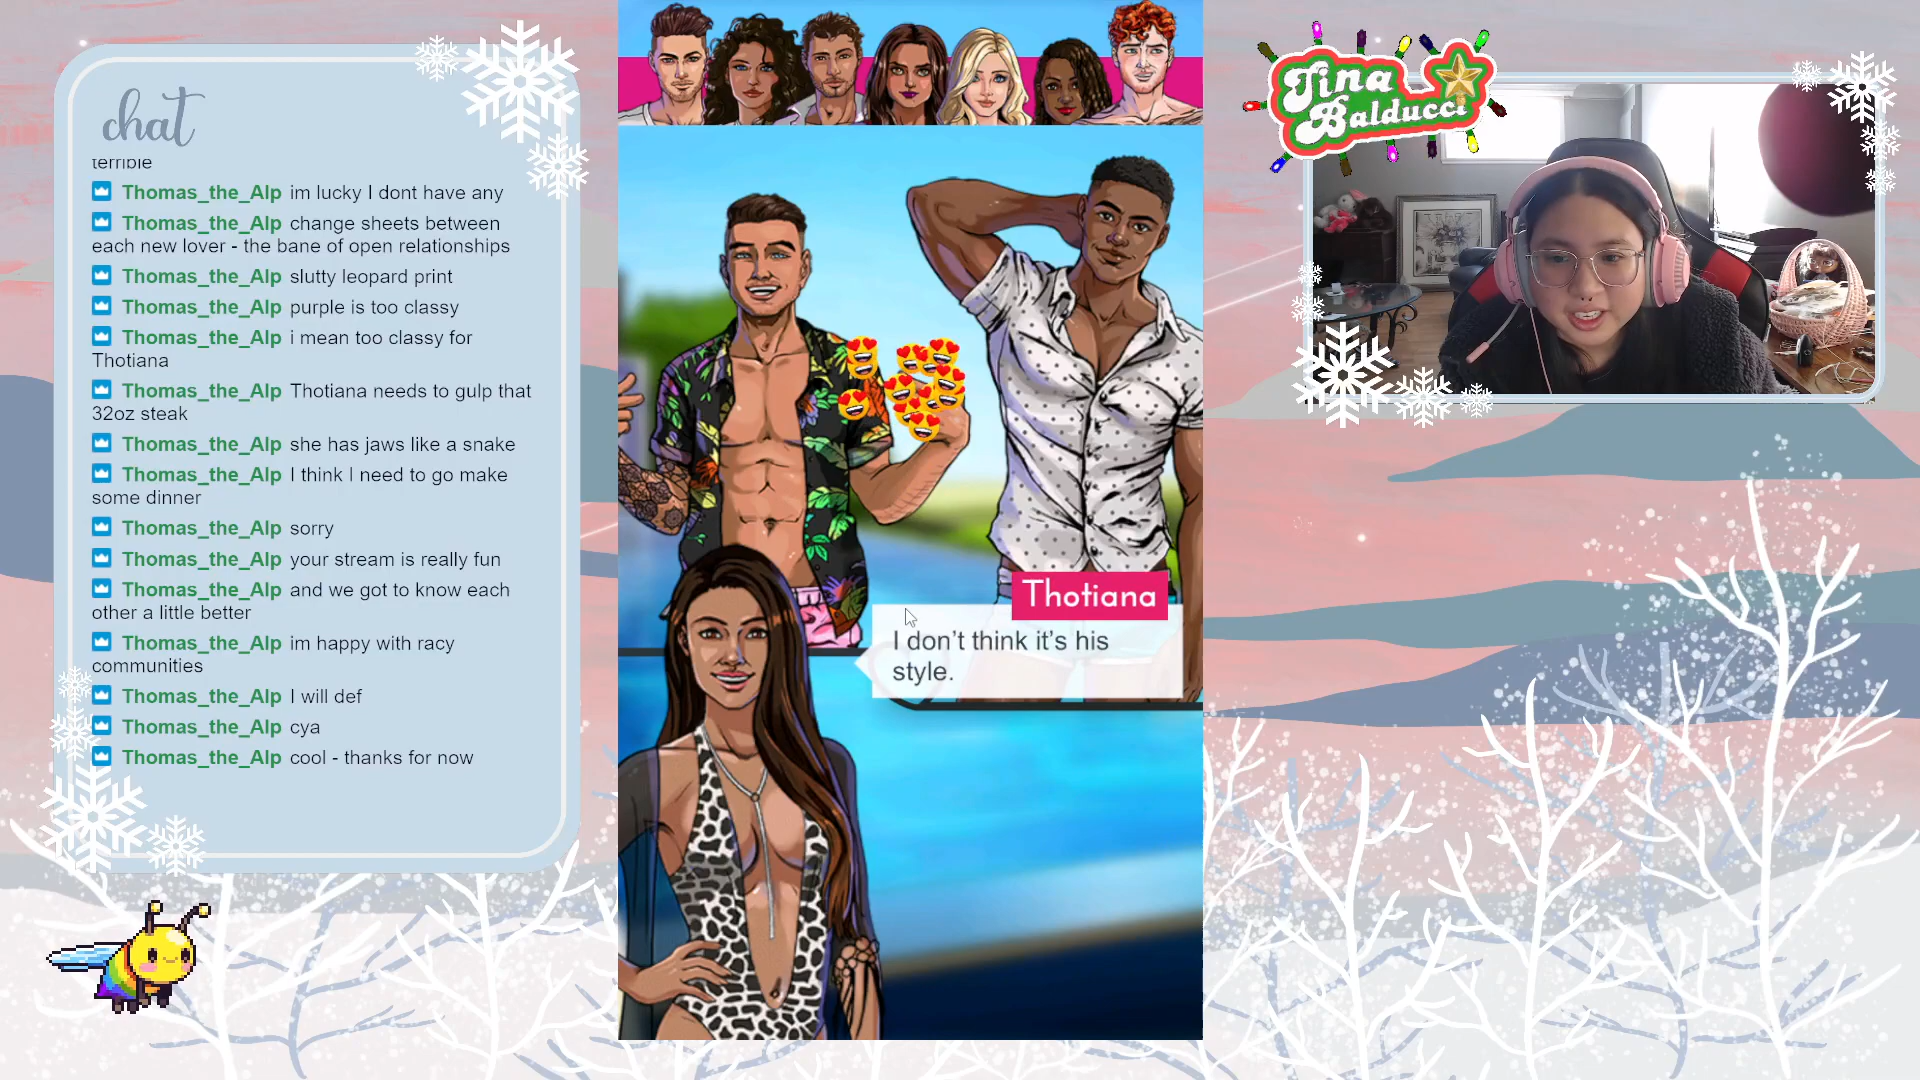 chat
terrible
Thomas_the_Alp im lucky I dont have any
Thomas_the_Alp change sheets between
each new lover - the bane of open relationships
Thomas_the_Alp slutty leopard print
Thomas_the_Alp purple is too classy
Thomas_the_Alp i mean too classy for
Thotiana
Thomas_the_Alp Thotiana needs to gulp that
32oz steak
Thomas_the_Alp she has jaws like a snake
Thomas_the_Alp I think I need to go make
some dinner
Thomas_the_Alp sorry
Thomas_the_Alp your stream is really fun
Thomas_the_Alp and we got to know each
other a little better
Thomas_the_Alp im happy with racy
communities
Thomas_the_Alp I will def
Thomas_the_Alp cya
Thomas_the_Alp cool - thanks for now
Thotiana
I don't think it's his
style.
Tina
Balducci